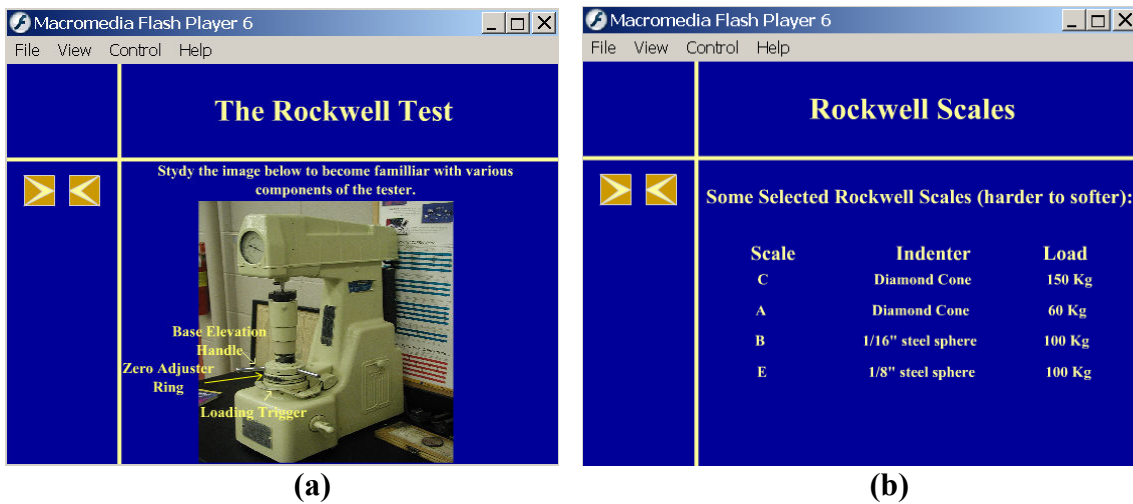 Macromedia Flash Player 6
File View Control Help
The Rockwell Test
Stydy the image below to become familliar with various
components of the tester.
Base Elevation
Handle
Zero Adjuster
Ring
Loading Trigger
(a)
Macromedia Flash Player 6
File View Control Help
Rockwell Scales
Some Selected Rockwell Scales (harder to softer):
Scale Indenter Load
C Diamond Cone 150 Kg
A Diamond Cone 60 Kg
B 1/16" steel sphere 100 Kg
E 1/8" steel sphere 100 Kg
(b)